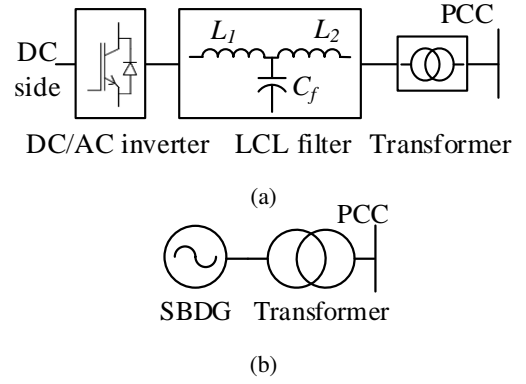 PCC
DC
side
L1
L2
Cf
DC/AC inverter
LCL filter
Transformer
(a)
PCC
SBDG
Transformer
(b)